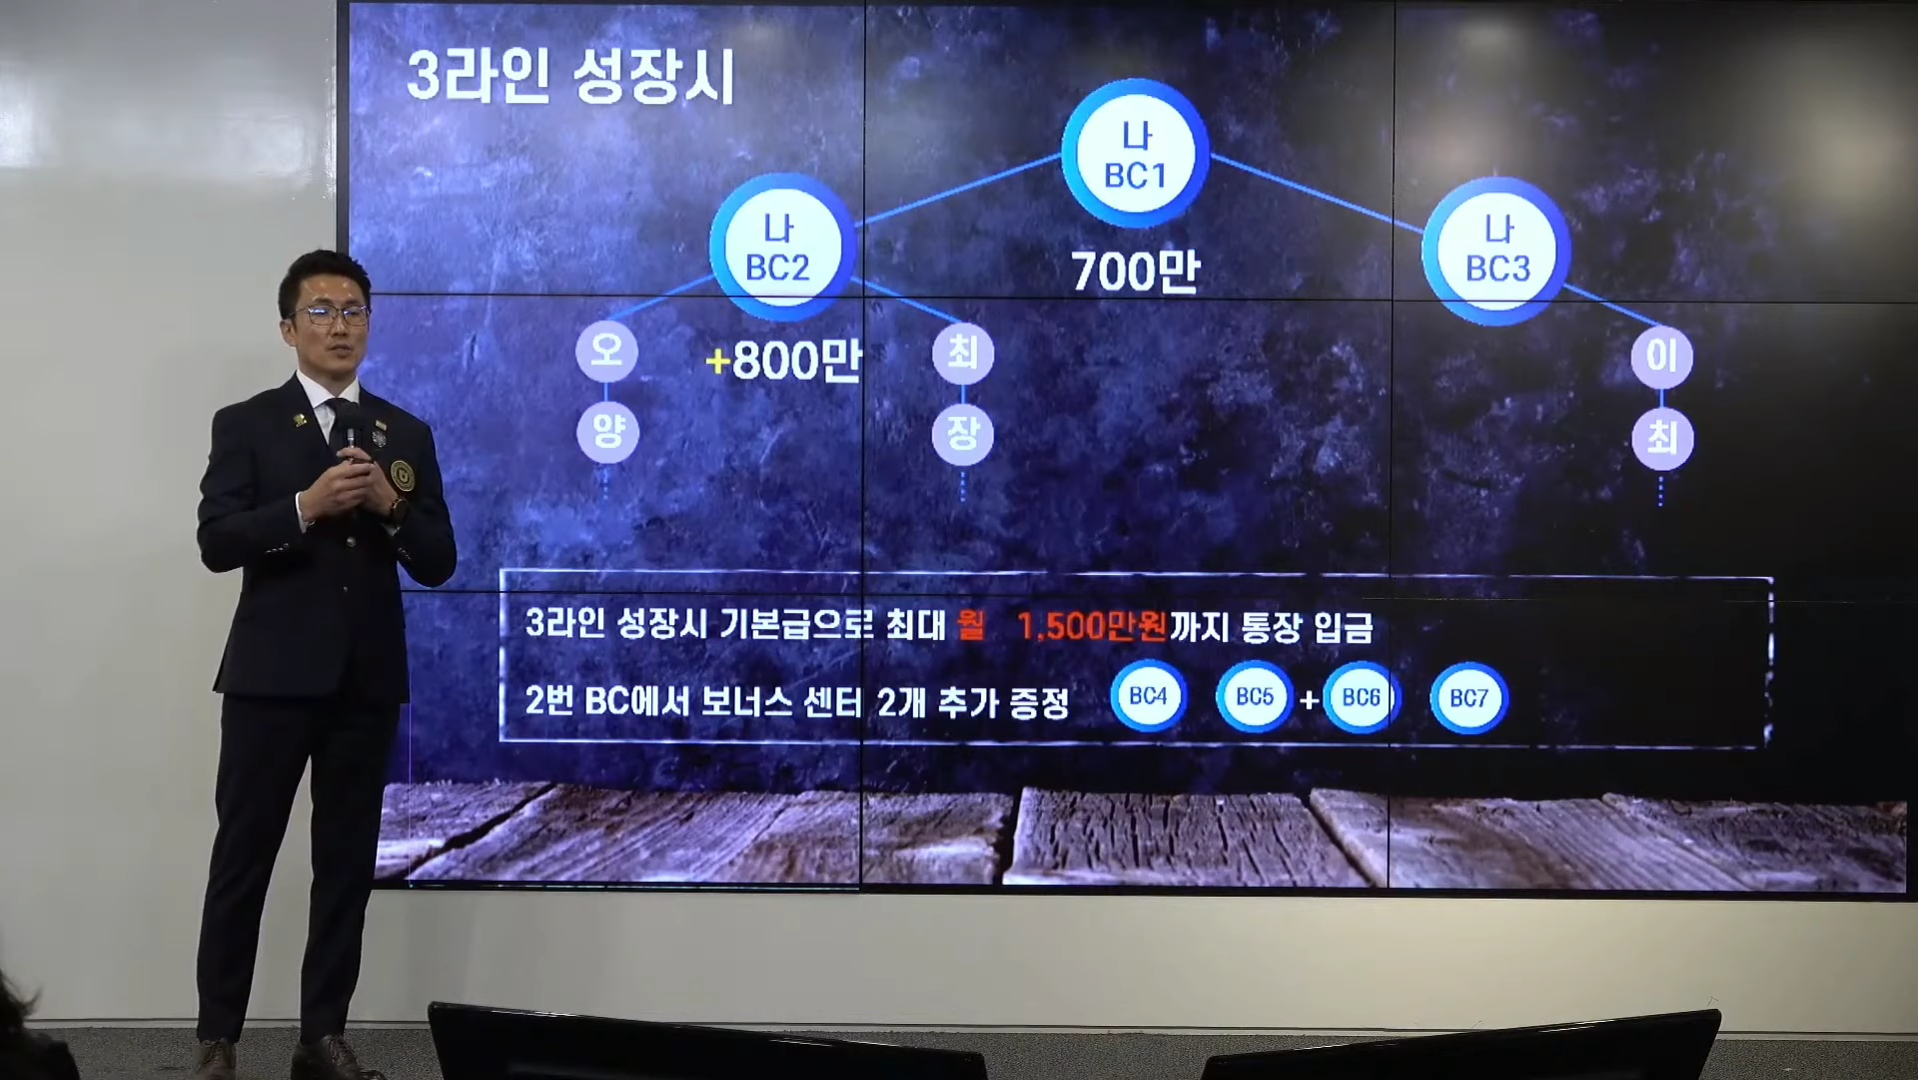 3라인 성장시
나
BC1
나
BC2
나
BC3
700만
+800만
오
최
이
양
장
최
3라인 성장시 기본급으로 최대 월 1,500만원까지 통장 입금
2번 BC에서 보너스 센터 2개 추가 증정 BC4 BC5 + BC6 BC7